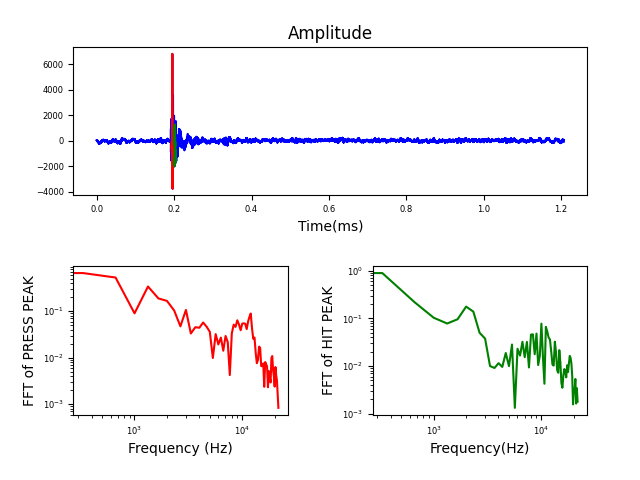 Amplitude
6000
4000
2000
0
−2000
−4000
0.0 0.2 0.4 0.6 0.8 1.0 1.2
Time(ms)
FFT of PRESS PEAK
10⁻¹
10⁻²
10⁻³
10³ 10⁴
Frequency (Hz)
FFT of HIT PEAK
10⁰
10⁻¹
10⁻²
10⁻³
10³ 10⁴
Frequency(Hz)